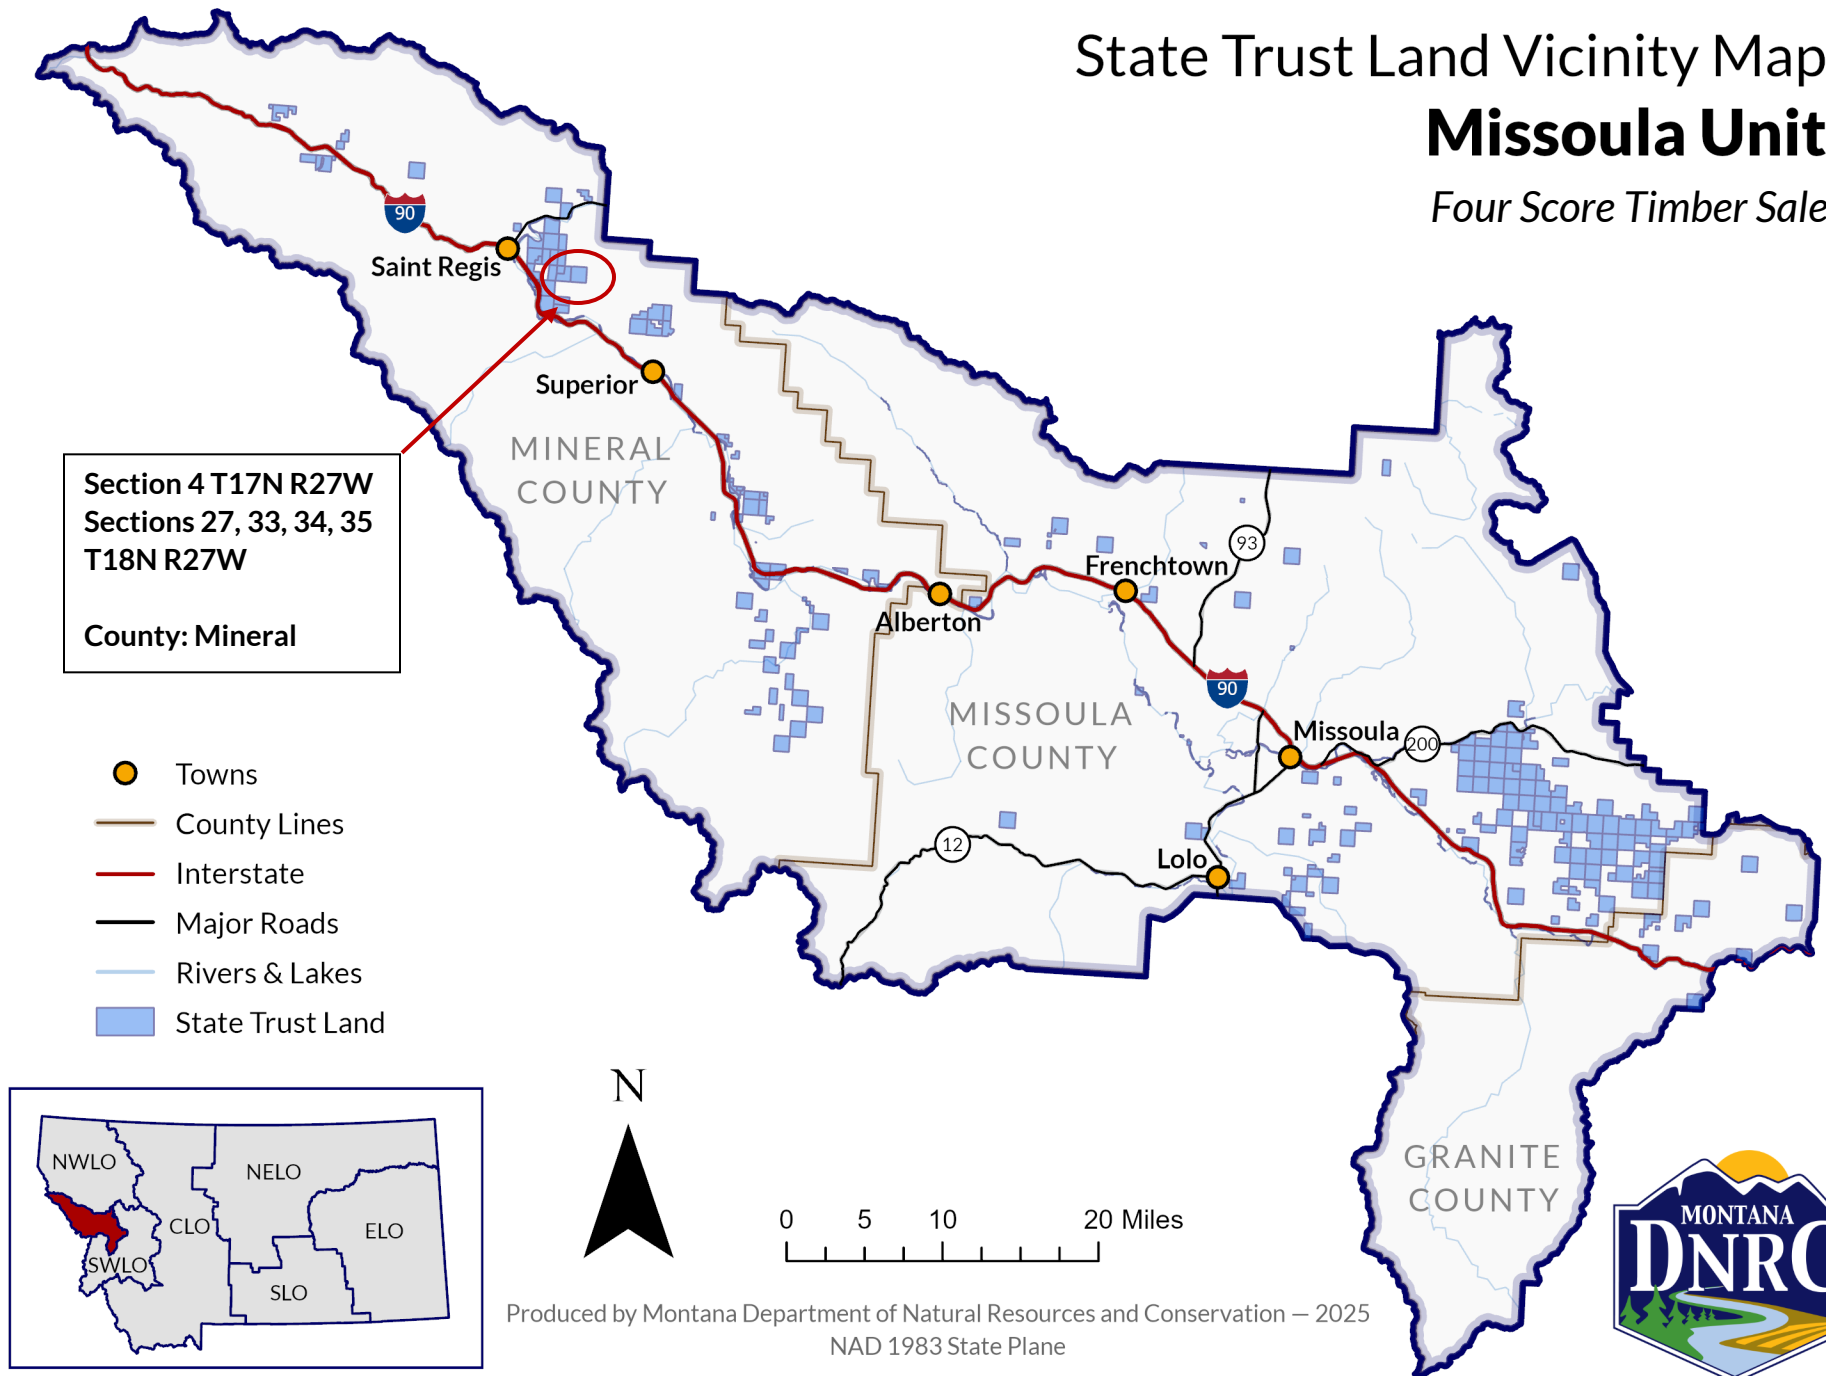 State Trust Land Vicinity Map
Missoula Unit
Four Score Timber Sale
90
Saint Regis
Superior
MINERAL
COUNTY
Section 4 T17N R27W
Sections 27, 33, 34, 35
T18N R27W
County: Mineral
93
Frenchtown
Alberton
90
MISSOULA
COUNTY
Missoula
200
12
Lolo
Towns
County Lines
Interstate
Major Roads
Rivers & Lakes
State Trust Land
N
NWLO
NELO
CLO
ELO
SWLO
SLO
0 5 10 20 Miles
GRANITE
COUNTY
MONTANA
DNRC
Produced by Montana Department of Natural Resources and Conservation — 2025
NAD 1983 State Plane